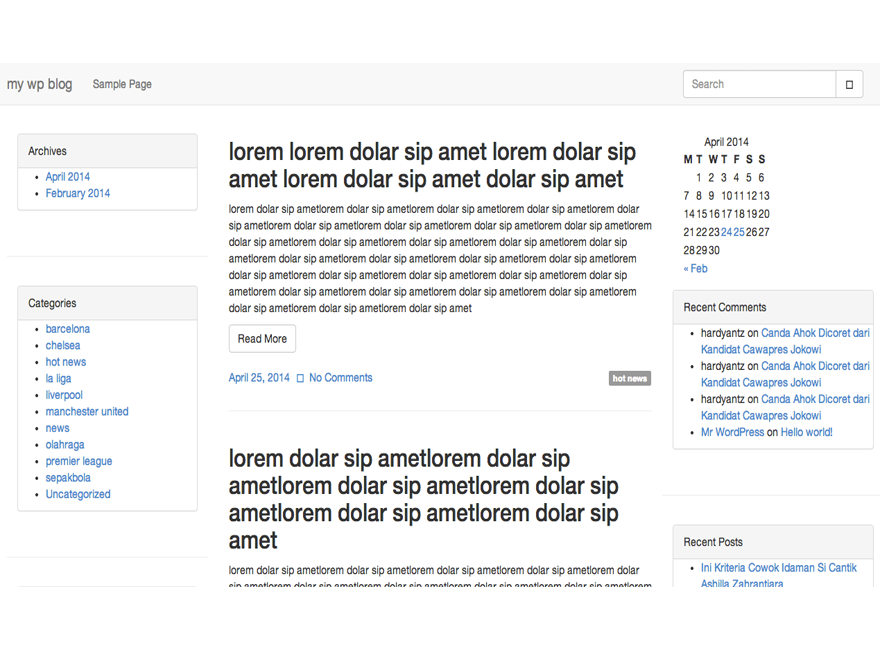 my wp blog
Sample Page
Search
Archives
April 2014
February 2014
Categories
barcelona
chelsea
hot news
la liga
liverpool
manchester united
news
olahraga
premier league
sepakbola
Uncategorized
lorem lorem dolar sip amet lorem dolar sip
amet lorem dolar sip amet dolar sip amet
lorem dolar sip ametlorem dolar sip ametlorem dolar sip ametlorem dolar sip ametlorem dolar
sip ametlorem dolar sip ametlorem dolar sip ametlorem dolar sip ametlorem dolar sip ametlorem
dolar sip ametlorem dolar sip ametlorem dolar sip ametlorem dolar sip ametlorem dolar sip
ametlorem dolar sip ametlorem dolar sip ametlorem dolar sip ametlorem dolar sip ametlorem
dolar sip ametlorem dolar sip ametlorem dolar sip ametlorem dolar sip ametlorem dolar sip
ametlorem dolar sip ametlorem dolar sip ametlorem dolar sip ametlorem dolar sip ametlorem
dolar sip ametlorem dolar sip ametlorem dolar sip amet
Read More
April 25, 2014 No Comments
hot news
lorem dolar sip ametlorem dolar sip
ametlorem dolar sip ametlorem dolar sip
ametlorem dolar sip ametlorem dolar sip
amet
lorem dolar sip ametlorem dolar sip ametlorem dolar sip ametlorem dolar sip ametlorem dolar
sip ametlorem dolar sip ametlorem dolar sip ametlorem dolar sip ametlorem dolar sip ametlorem
April 2014
M T W T F S S
1 2 3 4 5 6
7 8 9 10 11 12 13
14 15 16 17 18 19 20
21 22 23 24 25 26 27
28 29 30
« Feb
Recent Comments
hardyantz on Canda Ahok Dicoret dari
Kandidat Cawapres Jokowi
hardyantz on Canda Ahok Dicoret dari
Kandidat Cawapres Jokowi
hardyantz on Canda Ahok Dicoret dari
Kandidat Cawapres Jokowi
Mr WordPress on Hello world!
Recent Posts
Ini Kriteria Cowok Idaman Si Cantik
Ashilla Zahrantiara